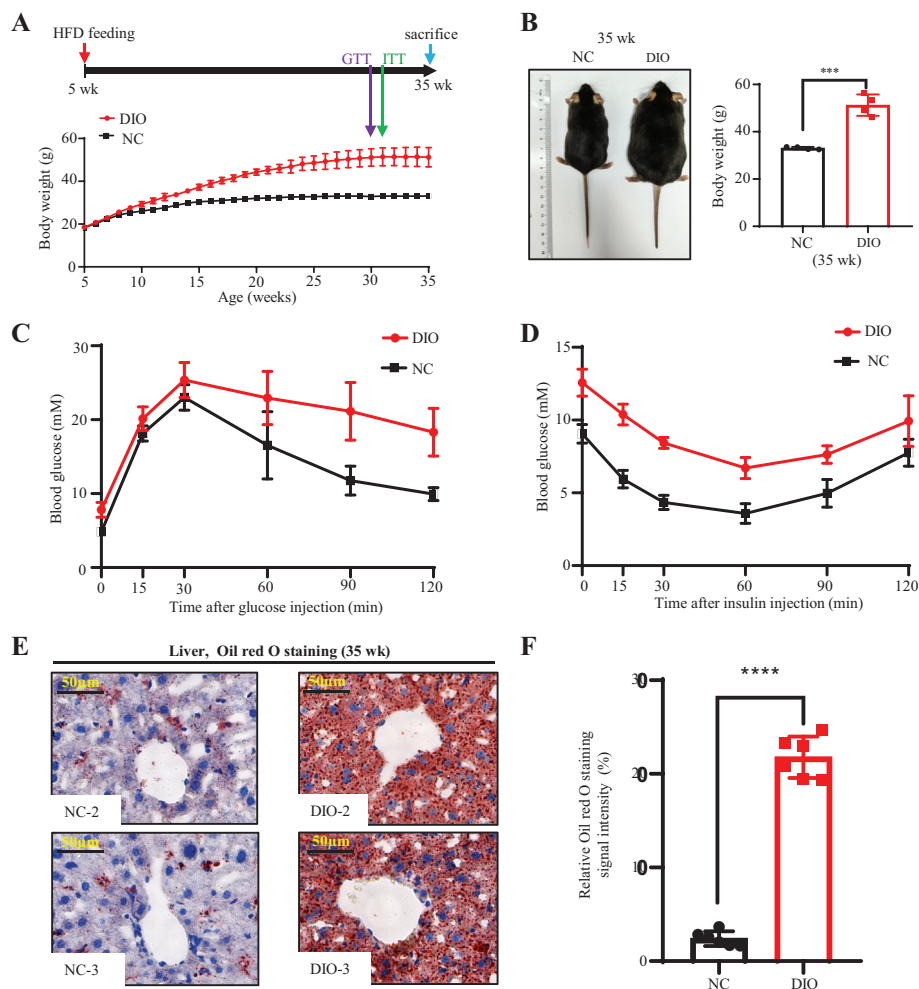 A
HFD feeding
sacrifice
GTT
ITT
5 wk
35 wk
DIO
NC
Body weight (g)
60
40
20
0
5
10
15
20
25
30
35
Age (weeks)
B
35 wk
NC
DIO
Body weight (g)
60
40
20
0
***
NC
DIO
(35 wk)
C
DIO
NC
Blood glucose (mM)
30
20
10
0
0
15
30
60
90
120
Time after glucose injection (min)
D
DIO
NC
Blood glucose (mM)
15
10
5
0
0
15
30
60
90
120
Time after insulin injection (min)
E
Liver, Oil red O staining (35 wk)
50μm
NC-2
50μm
DIO-2
50μm
NC-3
50μm
DIO-3
F
Relative Oil red O staining
signal intensity (%)
30
20
10
0
****
NC
DIO